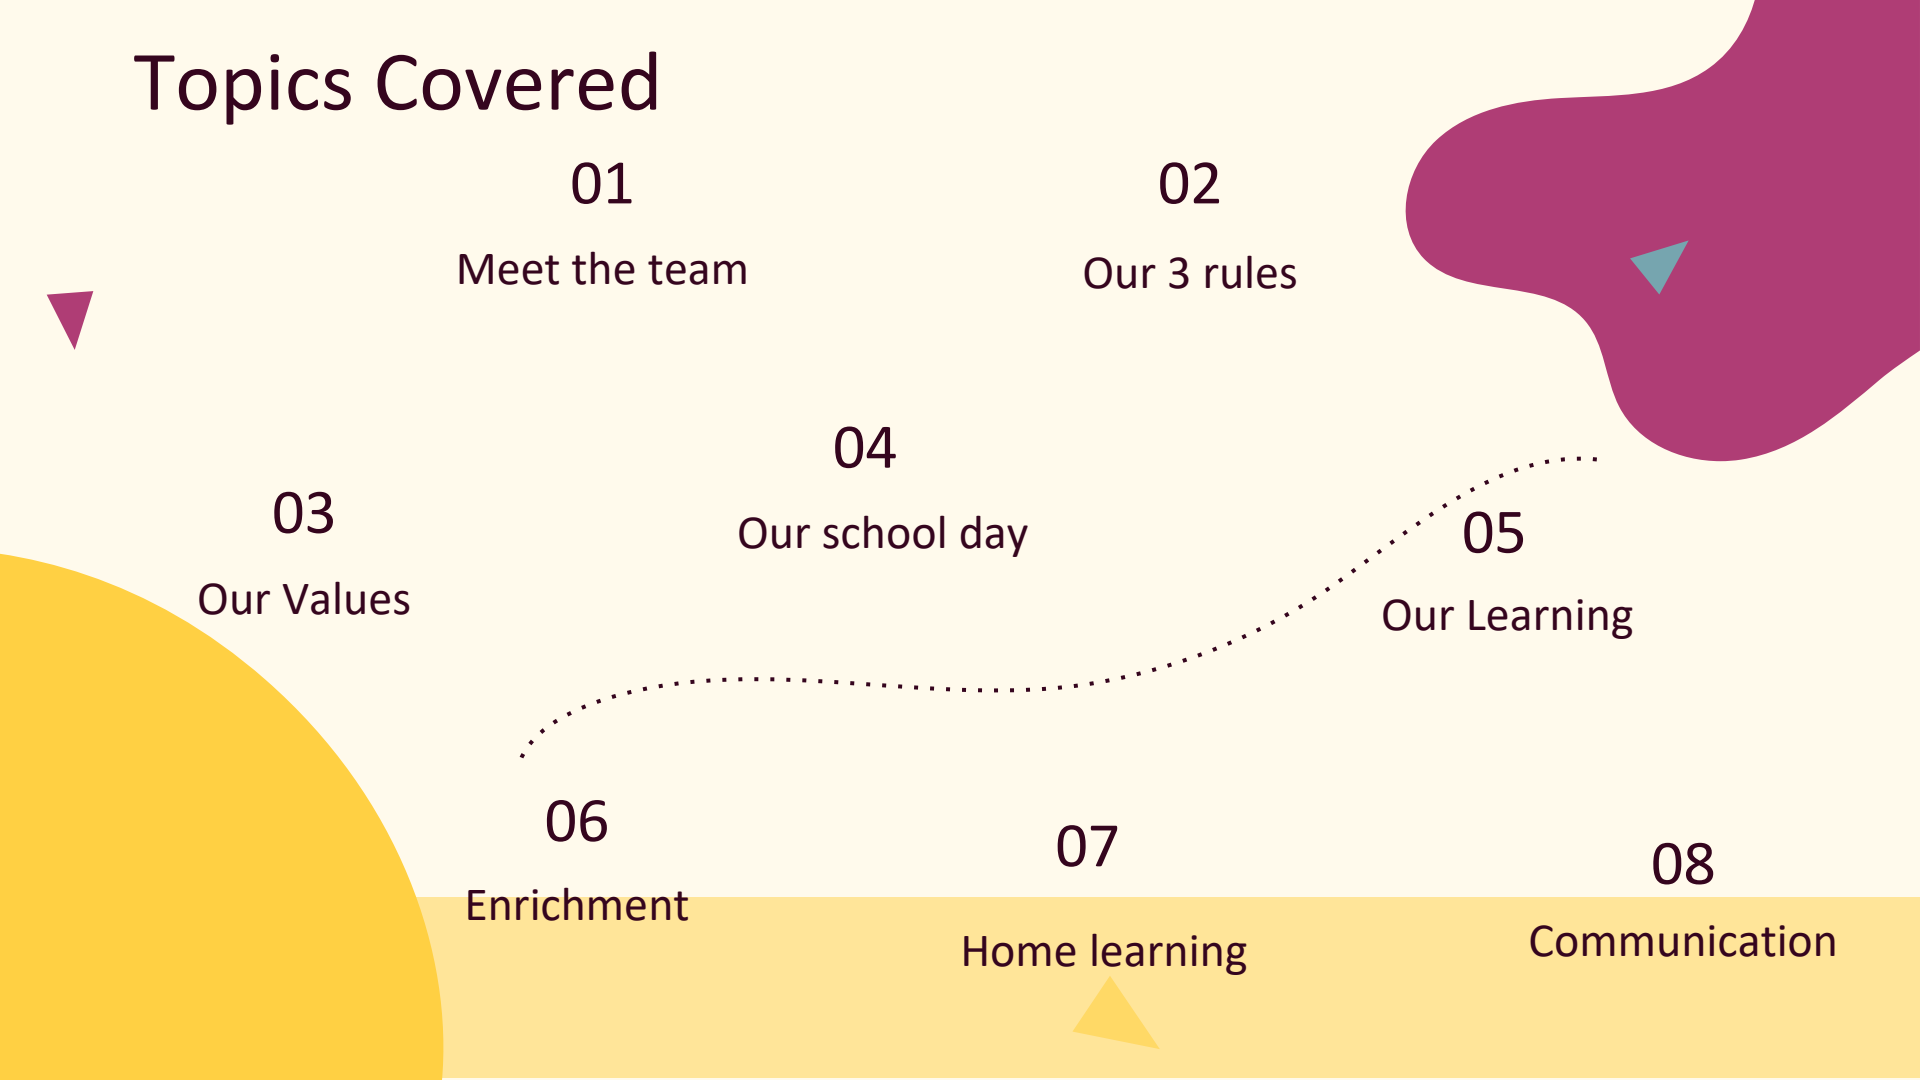 Topics Covered
01
Meet the team
02
Our 3 rules
03
Our Values
04
Our school day
05
Our Learning
06
Enrichment
07
Home learning
08
Communication